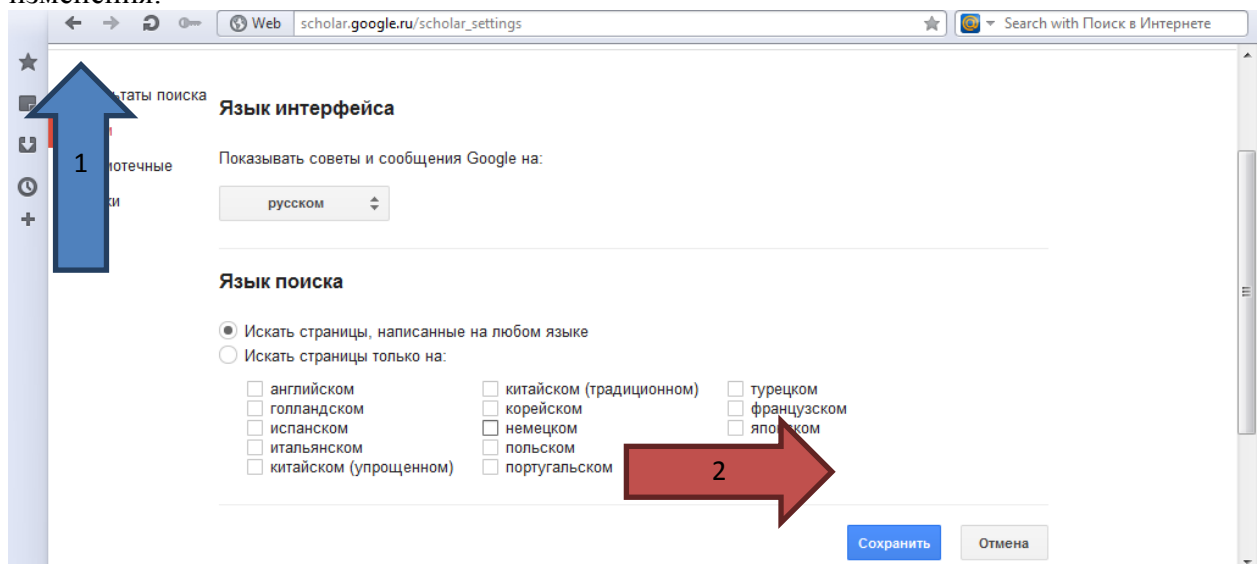 изменения.
Web scholar.google.ru/scholar_settings Search with Поиск в Интернете
поиска
Язык интерфейса
1
Показывать советы и сообщения Google на:
русском
Язык поиска
Искать страницы, написанные на любом языке
Искать страницы только на:
английском китайском (традиционном) турецком
голландском корейском французском
испанском немецком
итальянском польском
китайском (упрощенном) португальском
2
Сохранить Отмена